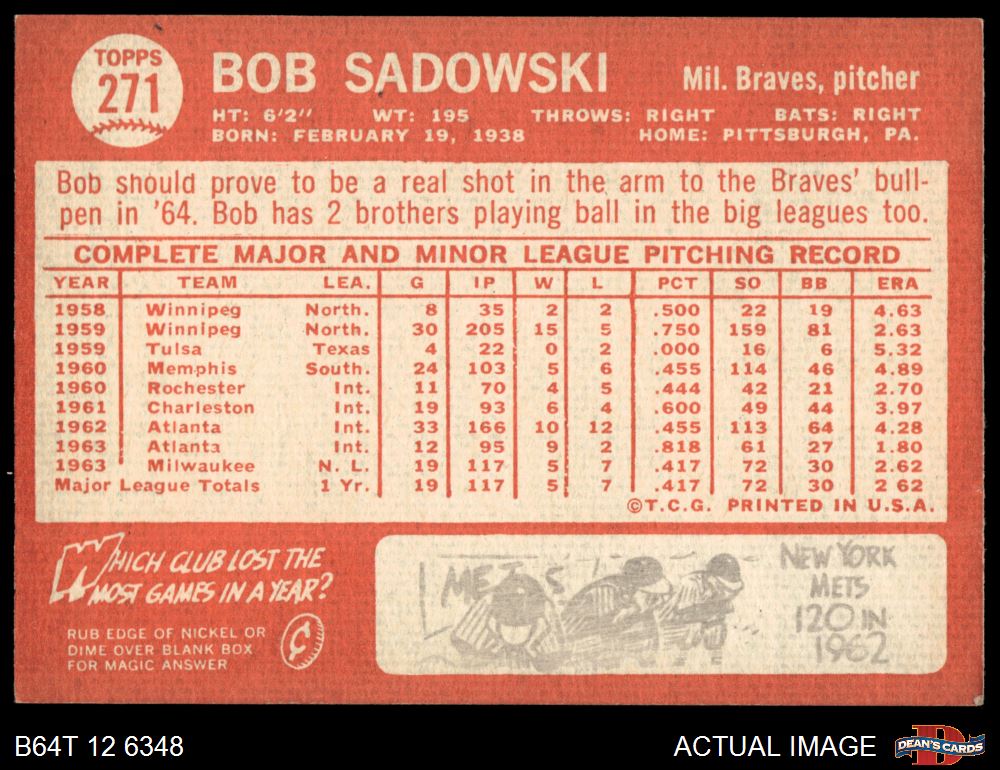 TOPPS
271
BOB SADOWSKI
Mil. Braves, pitcher
HT: 6'2" WT: 195 THROWS: RIGHT BATS: RIGHT
BORN: FEBRUARY 19, 1938 HOME: PITTSBURGH, PA.
Bob should prove to be a real shot in the arm to the Braves' bull-
pen in '64. Bob has 2 brothers playing ball in the big leagues too.
COMPLETE MAJOR AND MINOR LEAGUE PITCHING RECORD
YEAR TEAM LEA. G IP W L PCT SO BB ERA
1958 Winnipeg North. 8 35 2 2 .500 22 19 4.63
1959 Winnipeg North. 30 205 15 5 .750 159 81 2.63
1959 Tulsa Texas 4 22 0 2 .000 16 6 5.32
1960 Memphis South. 24 103 5 6 .455 114 46 4.89
1960 Rochester Int. 11 70 4 5 .444 42 21 2.70
1961 Charleston Int. 19 93 6 4 .600 49 44 3.97
1962 Atlanta Int. 33 166 10 12 .455 113 64 4.28
1963 Atlanta Int. 12 95 9 2 .818 61 27 1.80
1963 Milwaukee N. L. 19 117 5 7 .417 72 30 2.62
Major League Totals 1 Yr. 19 117 5 7 .417 72 30 2 62
©T.C.G. PRINTED IN U.S.A.
WHICH CLUB LOST THE
MOST GAMES IN A YEAR?
RUB EDGE OF NICKEL OR
DIME OVER BLANK BOX
FOR MAGIC ANSWER
¢
METS
NEW YORK
METS
120 IN
1962
B64T 12 6348
ACTUAL IMAGE
D
DEAN'S CARDS